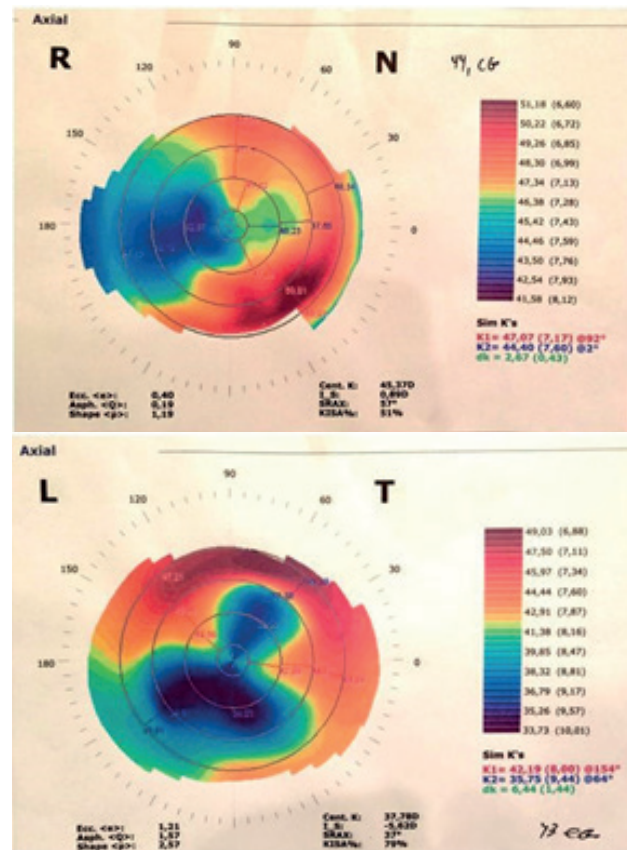 Axial
R
N
44, CG
90
120
60
150
30
180
0
51,18 (6,60)
50,22 (6,72)
49,26 (6,85)
48,30 (6,99)
47,34 (7,13)
46,38 (7,28)
45,42 (7,43)
44,46 (7,59)
43,50 (7,76)
42,54 (7,93)
41,58 (8,12)
Sim K's
K1= 47,07 (7,17) @92°
K2= 44,40 (7,60) @2°
dk = 2,67 (0,43)
Ecc. <e>: 0,40
Asph. <Q>: 0,19
Shape <p>: 1,19
Cent. K: 45,37D
I_S: 0,89D
SRAX: 57°
KISA%: 51%
Axial
L
T
90
120
60
150
30
180
0
49,03 (6,88)
47,50 (7,11)
45,97 (7,34)
44,44 (7,60)
42,91 (7,87)
41,38 (8,16)
39,85 (8,47)
38,32 (8,81)
36,79 (9,17)
35,26 (9,57)
33,73 (10,01)
Sim K's
K1= 42,19 (8,00) @154°
K2= 35,75 (9,44) @64°
dk = 6,44 (1,44)
Ecc. <e>: 1,21
Asph. <Q>: 1,57
Shape <p>: 2,57
Cent. K: 37,78D
I_S: -5,62D
SRAX: 37°
KISA%: 79%